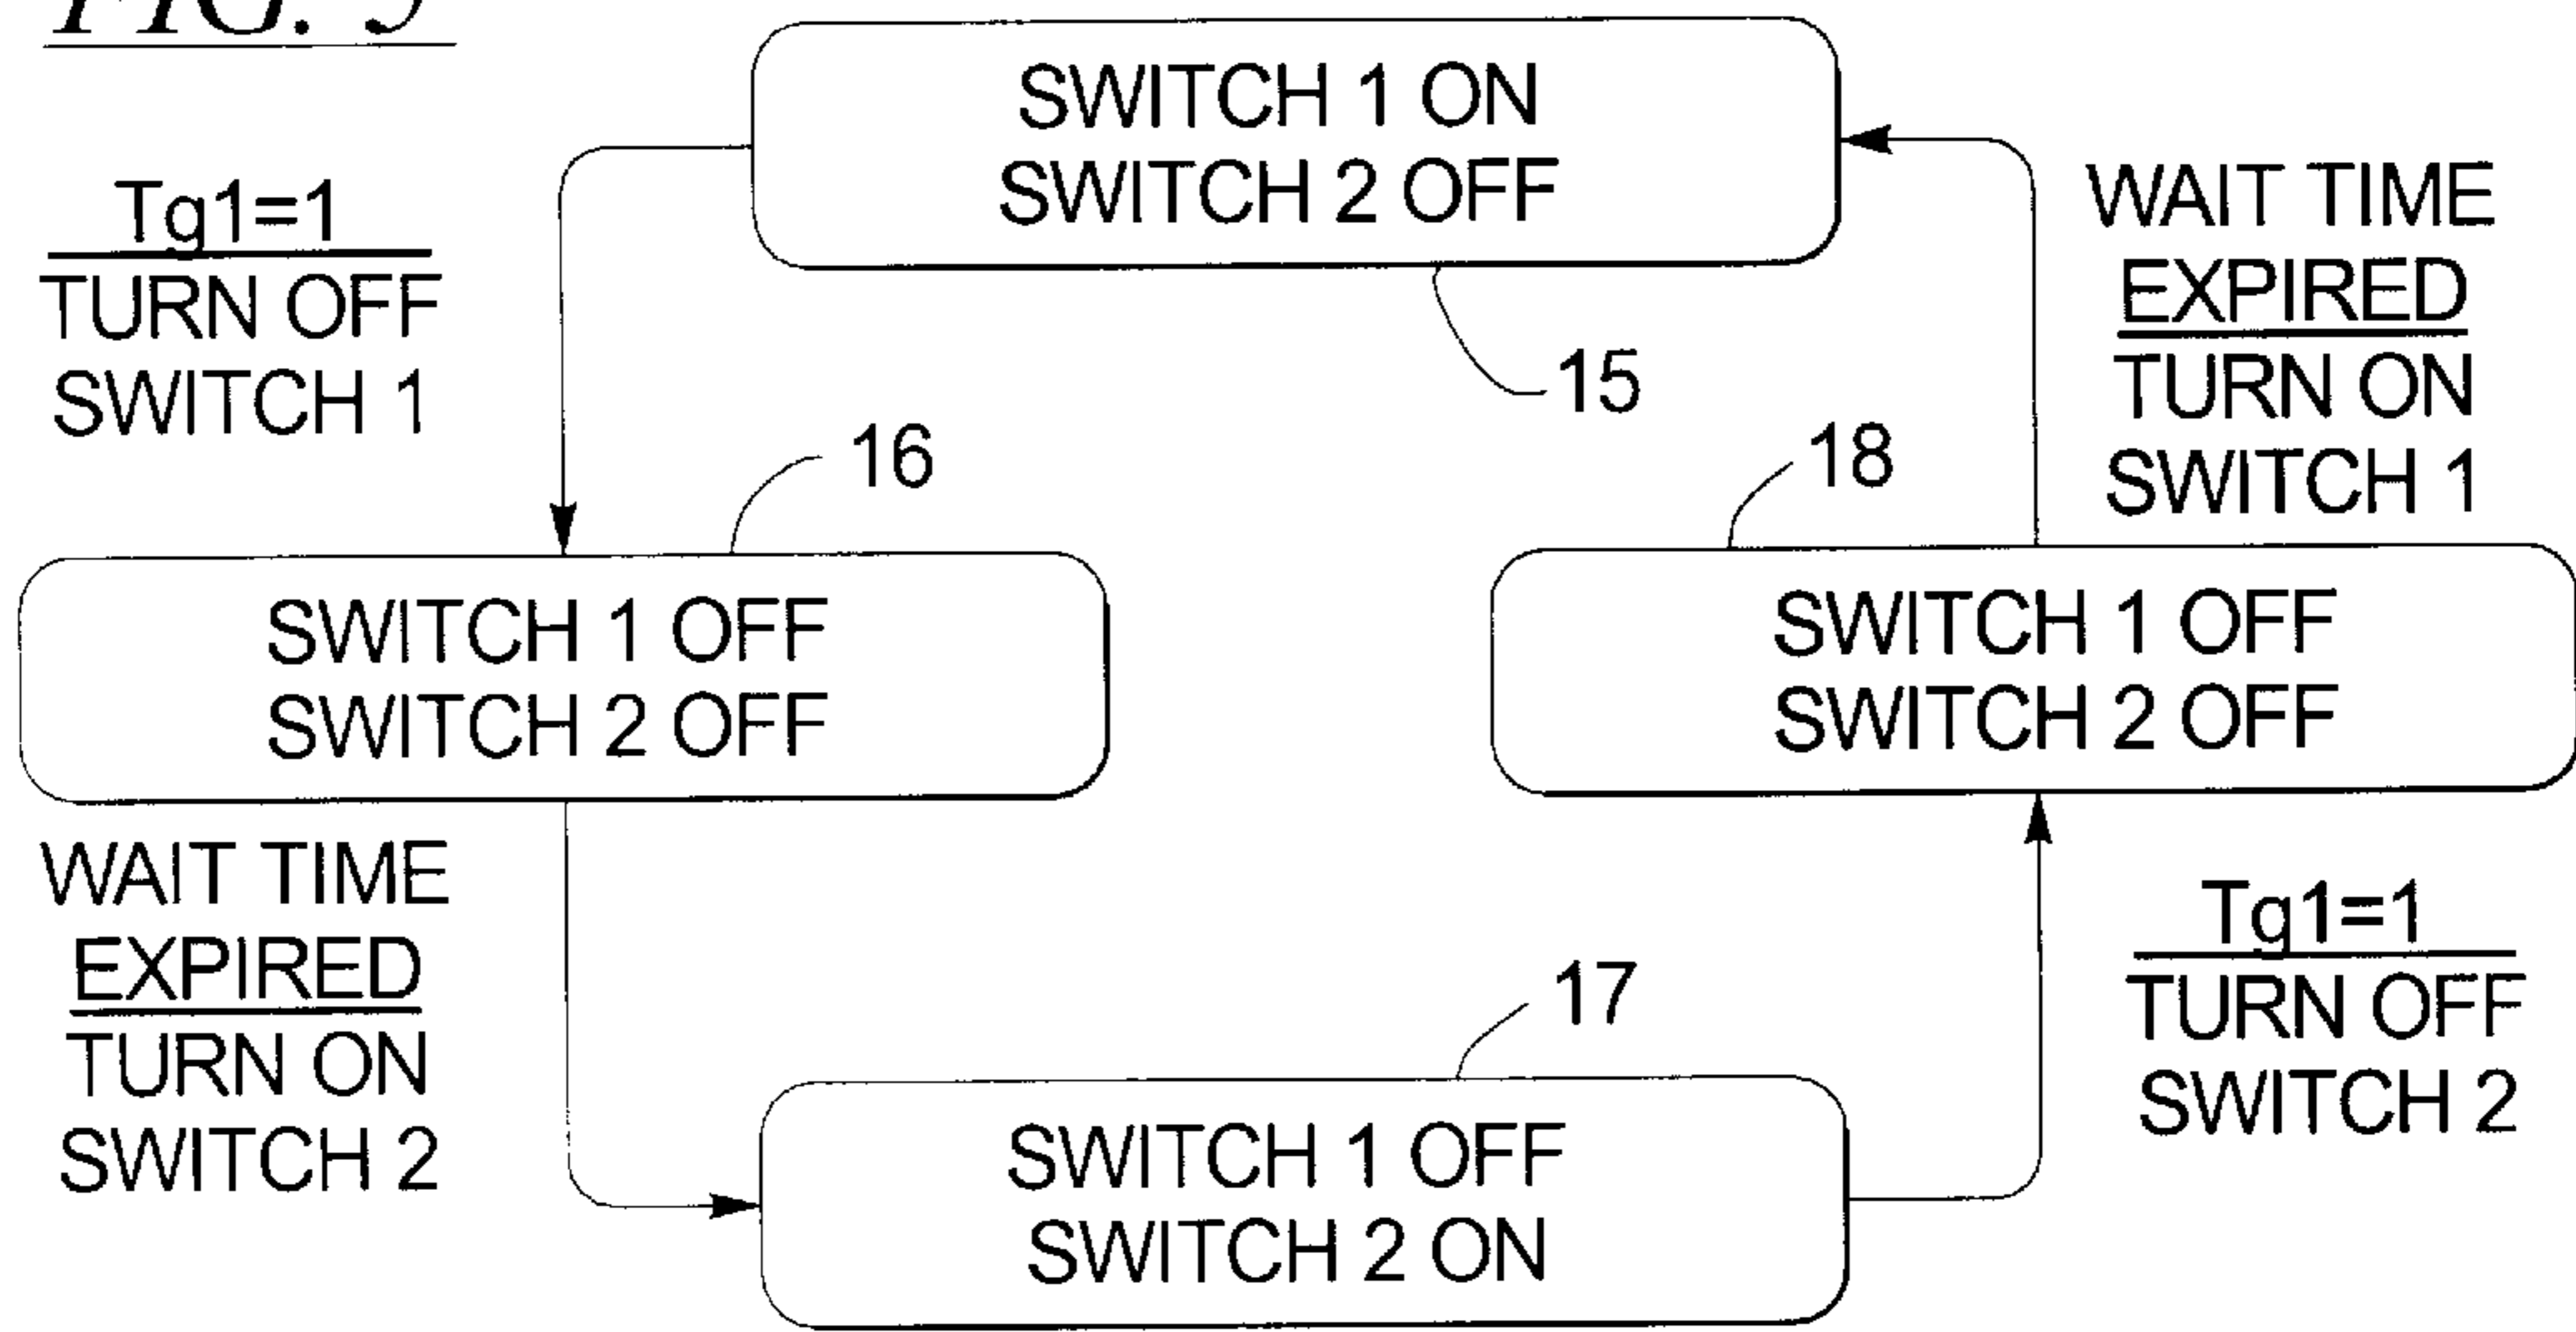 FIG. 5
SWITCH 1 ON
SWITCH 2 OFF
15
Tg1=1
TURN OFF
SWITCH 1
WAIT TIME
EXPIRED
TURN ON
SWITCH 1
16
18
SWITCH 1 OFF
SWITCH 2 OFF
SWITCH 1 OFF
SWITCH 2 OFF
WAIT TIME
EXPIRED
TURN ON
SWITCH 2
Tg1=1
TURN OFF
SWITCH 2
17
SWITCH 1 OFF
SWITCH 2 ON